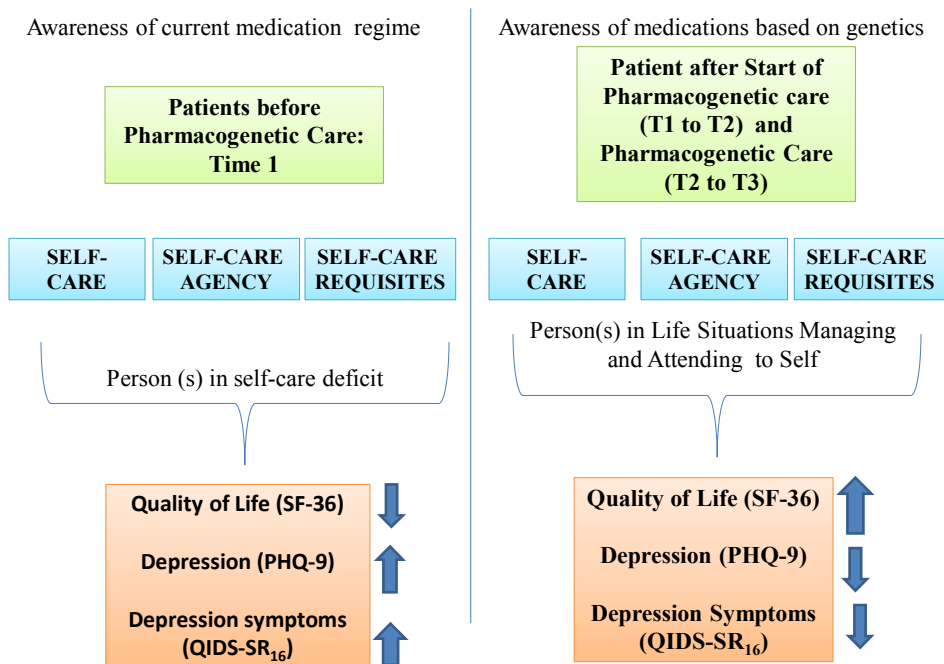 Awareness of current medication regime
Patients before
Pharmacogenetic Care:
Time 1
SELF-
CARE
SELF-CARE
AGENCY
SELF-CARE
REQUISITES
Person (s) in self-care deficit
Quality of Life (SF-36)
Depression (PHQ-9)
Depression symptoms
(QIDS-SR16)
Awareness of medications based on genetics
Patient after Start of
Pharmacogenetic care
(T1 to T2) and
Pharmacogenetic Care
(T2 to T3)
SELF-
CARE
SELF-CARE
AGENCY
SELF-CARE
REQUISITES
Person(s) in Life Situations Managing
and Attending to Self
Quality of Life (SF-36)
Depression (PHQ-9)
Depression Symptoms
(QIDS-SR16)